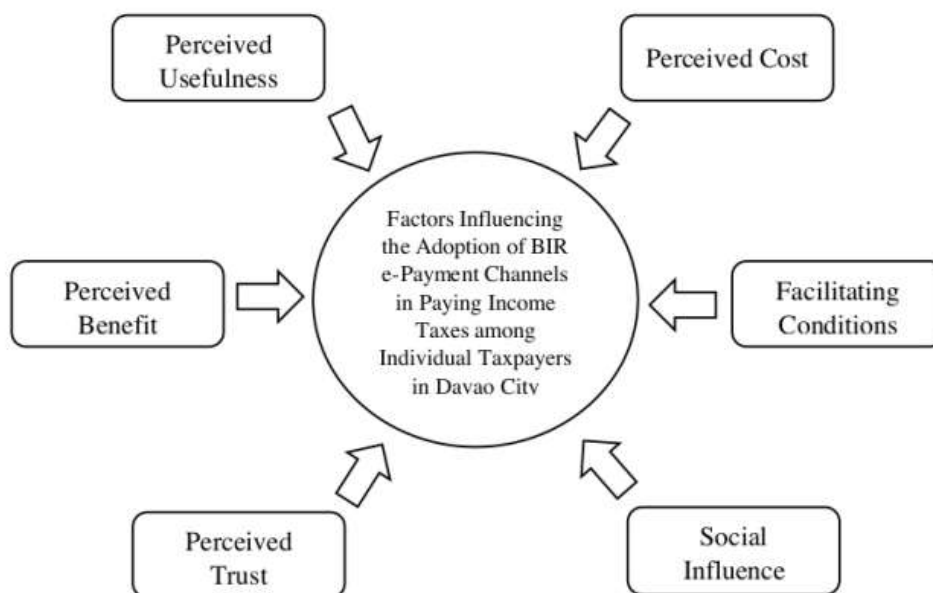 Perceived
Usefulness
Perceived Cost
Factors Influencing
the Adoption of BIR
e-Payment Channels
in Paying Income
Taxes among
Individual Taxpayers
in Davao City
Perceived
Benefit
Facilitating
Conditions
Perceived
Trust
Social
Influence